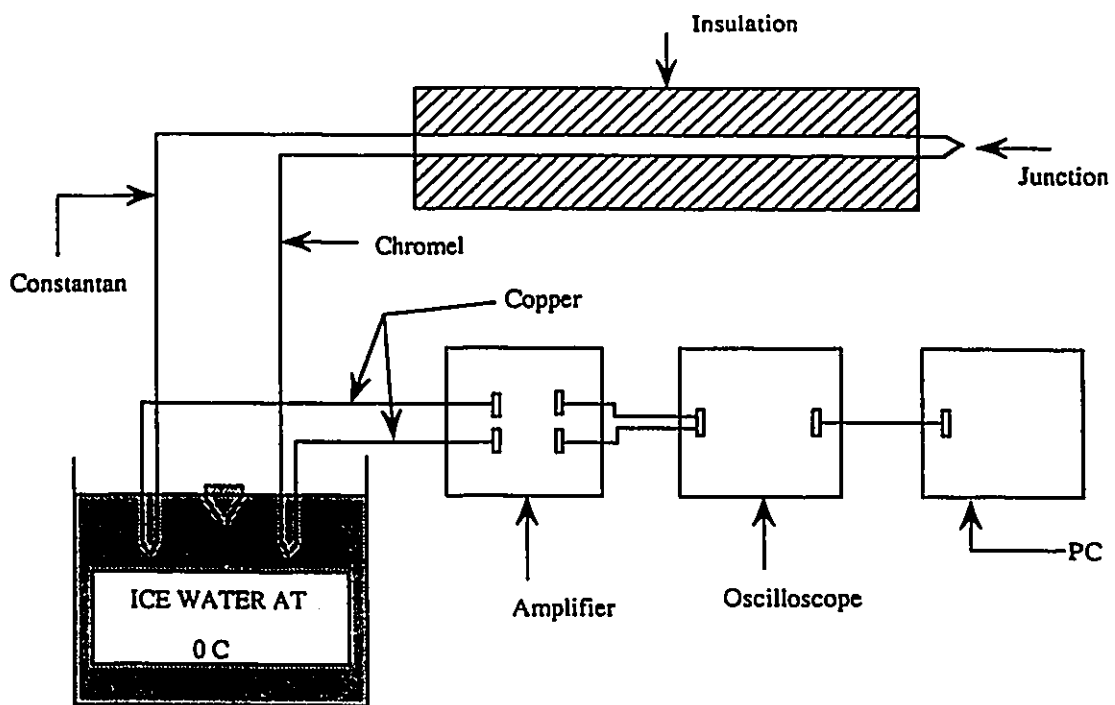 Insulation
Junction
Chromel
Constantan
Copper
ICE WATER AT
0 C
Amplifier
Oscilloscope
PC